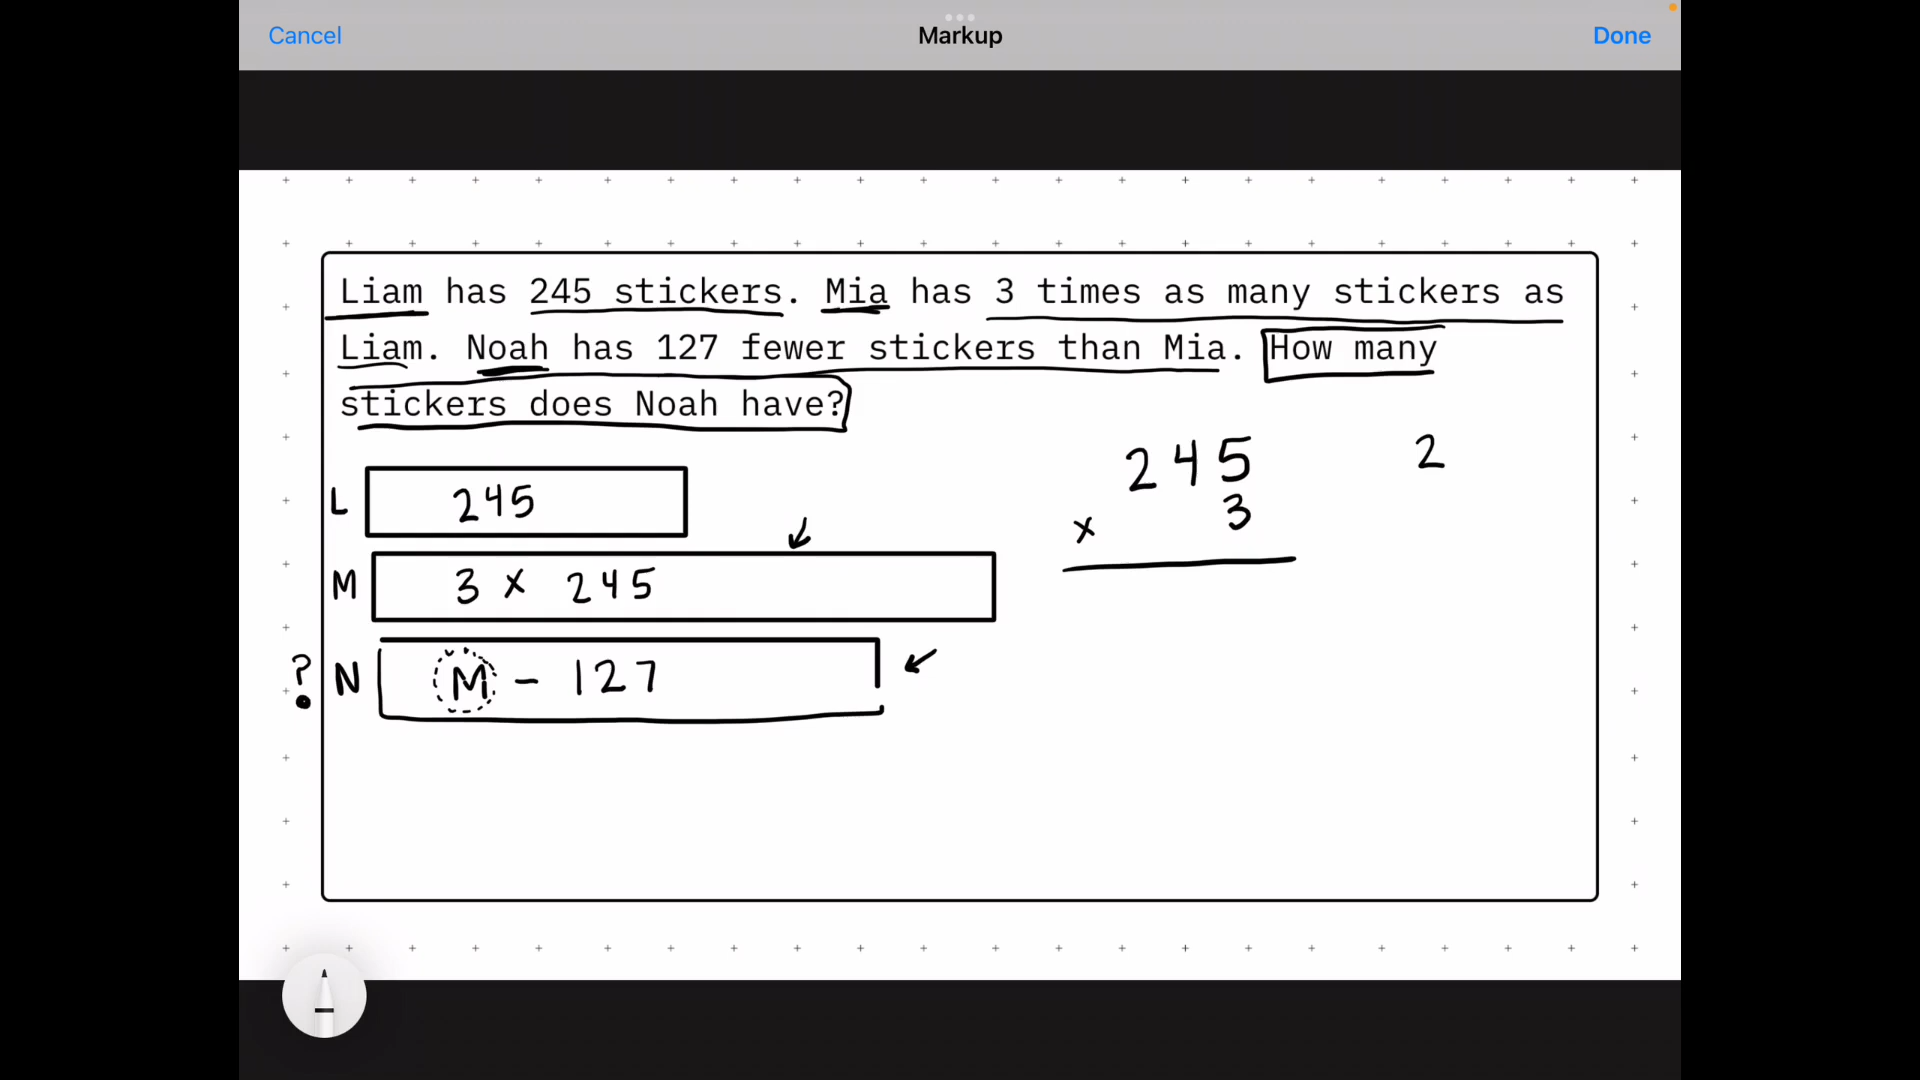 Cancel Markup Done
Liam has 245 stickers. Mia has 3 times as many stickers as
Liam. Noah has 127 fewer stickers than Mia. How many
stickers does Noah have?
L 245
M 3 x 245
? N M - 127
245
x 3
2